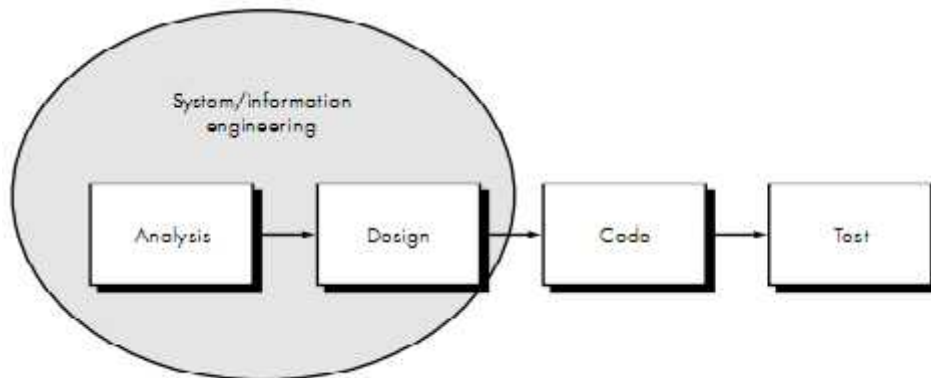 System/information
engineering
Analysis
Design
Code
Test